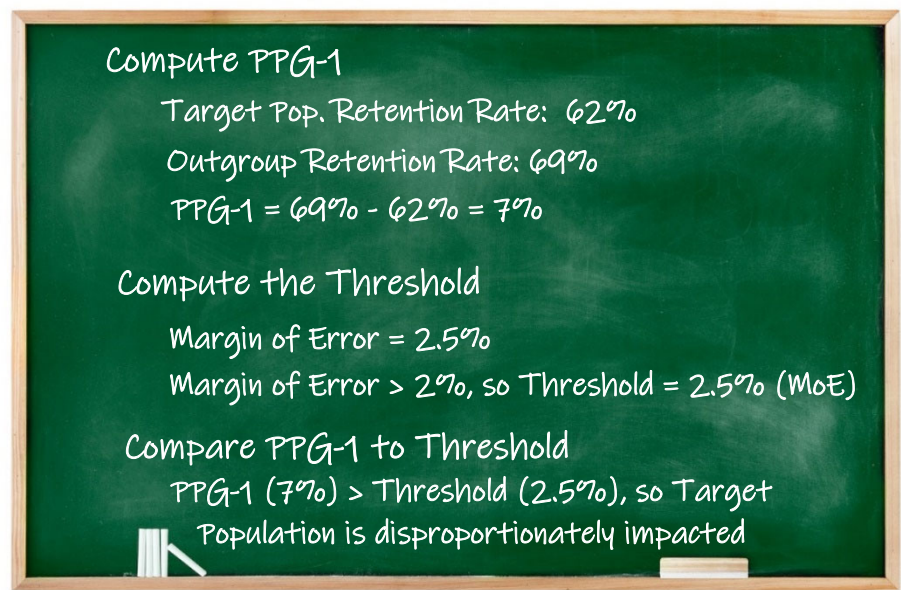 Compute PPG-1
Target Pop. Retention Rate: 62%
Outgroup Retention Rate: 69%
PPG-1 = 69% - 62% = 7%
Compute the Threshold
Margin of Error = 2.5%
Margin of Error > 2%, so Threshold = 2.5% (MoE)
Compare PPG-1 to Threshold
PPG-1 (7%) > Threshold (2.5%), so Target
Population is disproportionately impacted